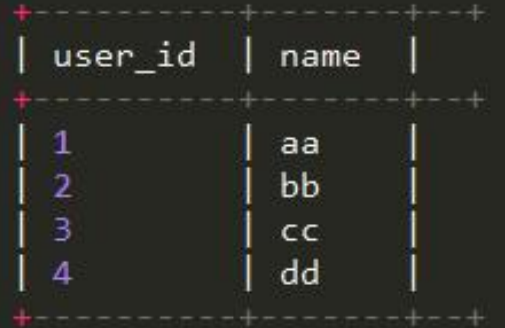 +-----------+--------+---+
| user_id | name |
+-----------+--------+---+
| 1 | aa |
| 2 | bb |
| 3 | cc |
| 4 | dd |
+-----------+--------+---+